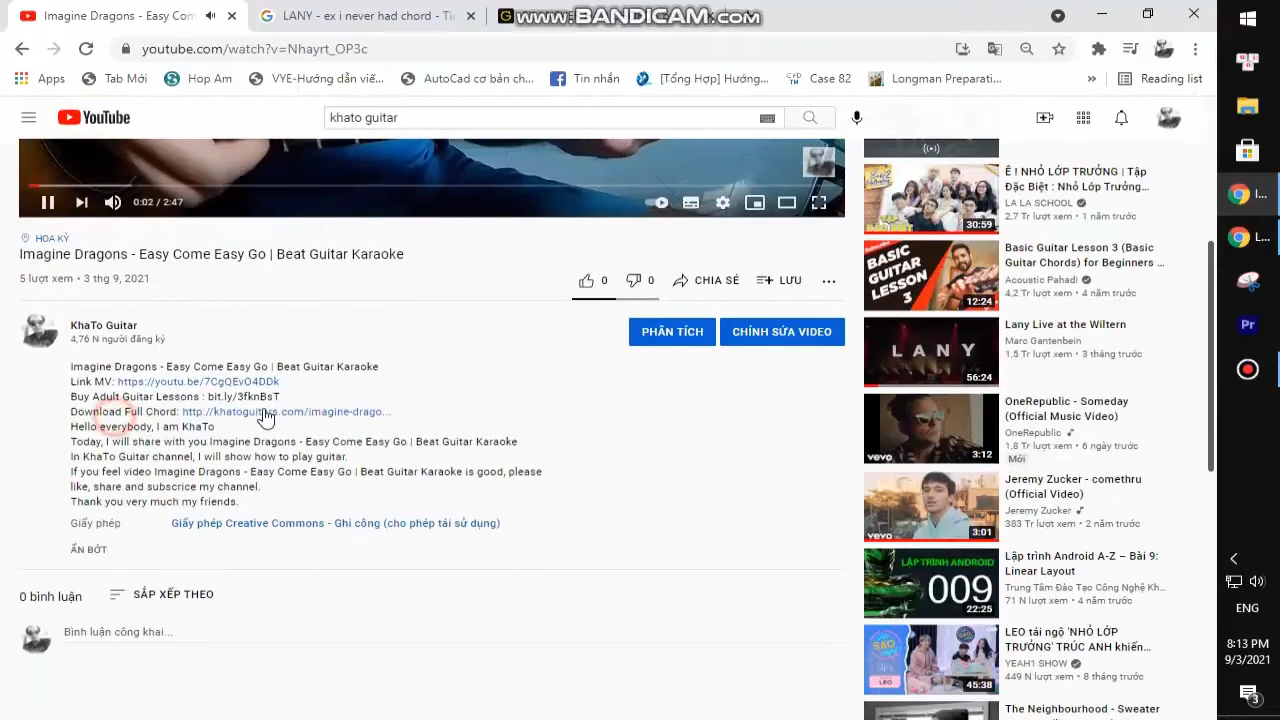 Imagine Dragons - Easy Com
LANY - ex i never had chord - Tì
www.BANDICAM.com
youtube.com/watch?v=Nhayrt_OP3c
Apps
Tab Mới
Hop Am
VYE-Hướng dẫn viế...
AutoCad cơ bản ch...
Tin nhắn
[Tổng Hợp] Hướng...
Case 82
Longman Preparati...
»
Reading list
YouTube
khato guitar
0:02 / 2:47
HOA KỲ
Imagine Dragons - Easy Come Easy Go | Beat Guitar Karaoke
5 lượt xem • 3 thg 9, 2021
0
0
CHIA SẺ
LƯU
KhaTo Guitar
4,76 N người đăng ký
PHÂN TÍCH
CHỈNH SỬA VIDEO
Imagine Dragons - Easy Come Easy Go | Beat Guitar Karaoke
Link MV: https://youtu.be/7CgQEvO4DDk
Buy Adul Guitar Lessons : bit.ly/3fknBsT
Download Full Chord: http://khatoguitar.com/imagine-drago...
Hello everybody, I am KhaTo
Today, I will share with you Imagine Dragons - Easy Come Easy Go | Beat Guitar Karaoke
In KhaTo Guitar channel, I will show how to play guitar.
If you feel video Imagine Dragons - Easy Come Easy Go | Beat Guitar Karaoke is good, please
like, share and subscrice my channel.
Thank you very much my friends.
Giấy phép
Giấy phép Creative Commons - Ghi công (cho phép tái sử dụng)
ẨN BỚT
0 bình luận
SẮP XẾP THEO
Bình luận công khai...
30:59
Ê ! NHỎ LỚP TRƯỞNG | Tập
Đặc Biệt : Nhỏ Lớp Trưởng...
LA LA SCHOOL
2,7 Tr lượt xem • 1 năm trước
BASIC
GUITAR
LESSON
3
12:24
Basic Guitar Lesson 3 (Basic
Guitar Chords) for Beginners ...
Acoustic Pahadi
4,2 Tr lượt xem • 4 năm trước
LANY
56:24
Lany Live at the Wiltern
Marc Gantenbein
1,5 Tr lượt xem • 3 tháng trước
vevo
3:12
OneRepublic - Someday
(Official Music Video)
OneRepublic
1,8 Tr lượt xem • 6 ngày trước
Mới
vevo
3:01
Jeremy Zucker - comethru
(Official Video)
Jeremy Zucker
383 Tr lượt xem • 2 năm trước
LẬP TRÌNH ANDROID
009
22:25
Lập trình Android A-Z – Bài 9:
Linear Layout
Trung Tâm Đào Tạo Công Nghệ Kh...
71 N lượt xem • 4 năm trước
SAO
LEO
45:38
LEO tái ngộ 'NHỎ LỚP
TRƯỞNG' TRÚC ANH khiến...
YEAH1 SHOW
449 N lượt xem • 8 tháng trước
The Neighbourhood - Sweater
I...
L...
Pr
ENG
8:13 PM
9/3/2021
3